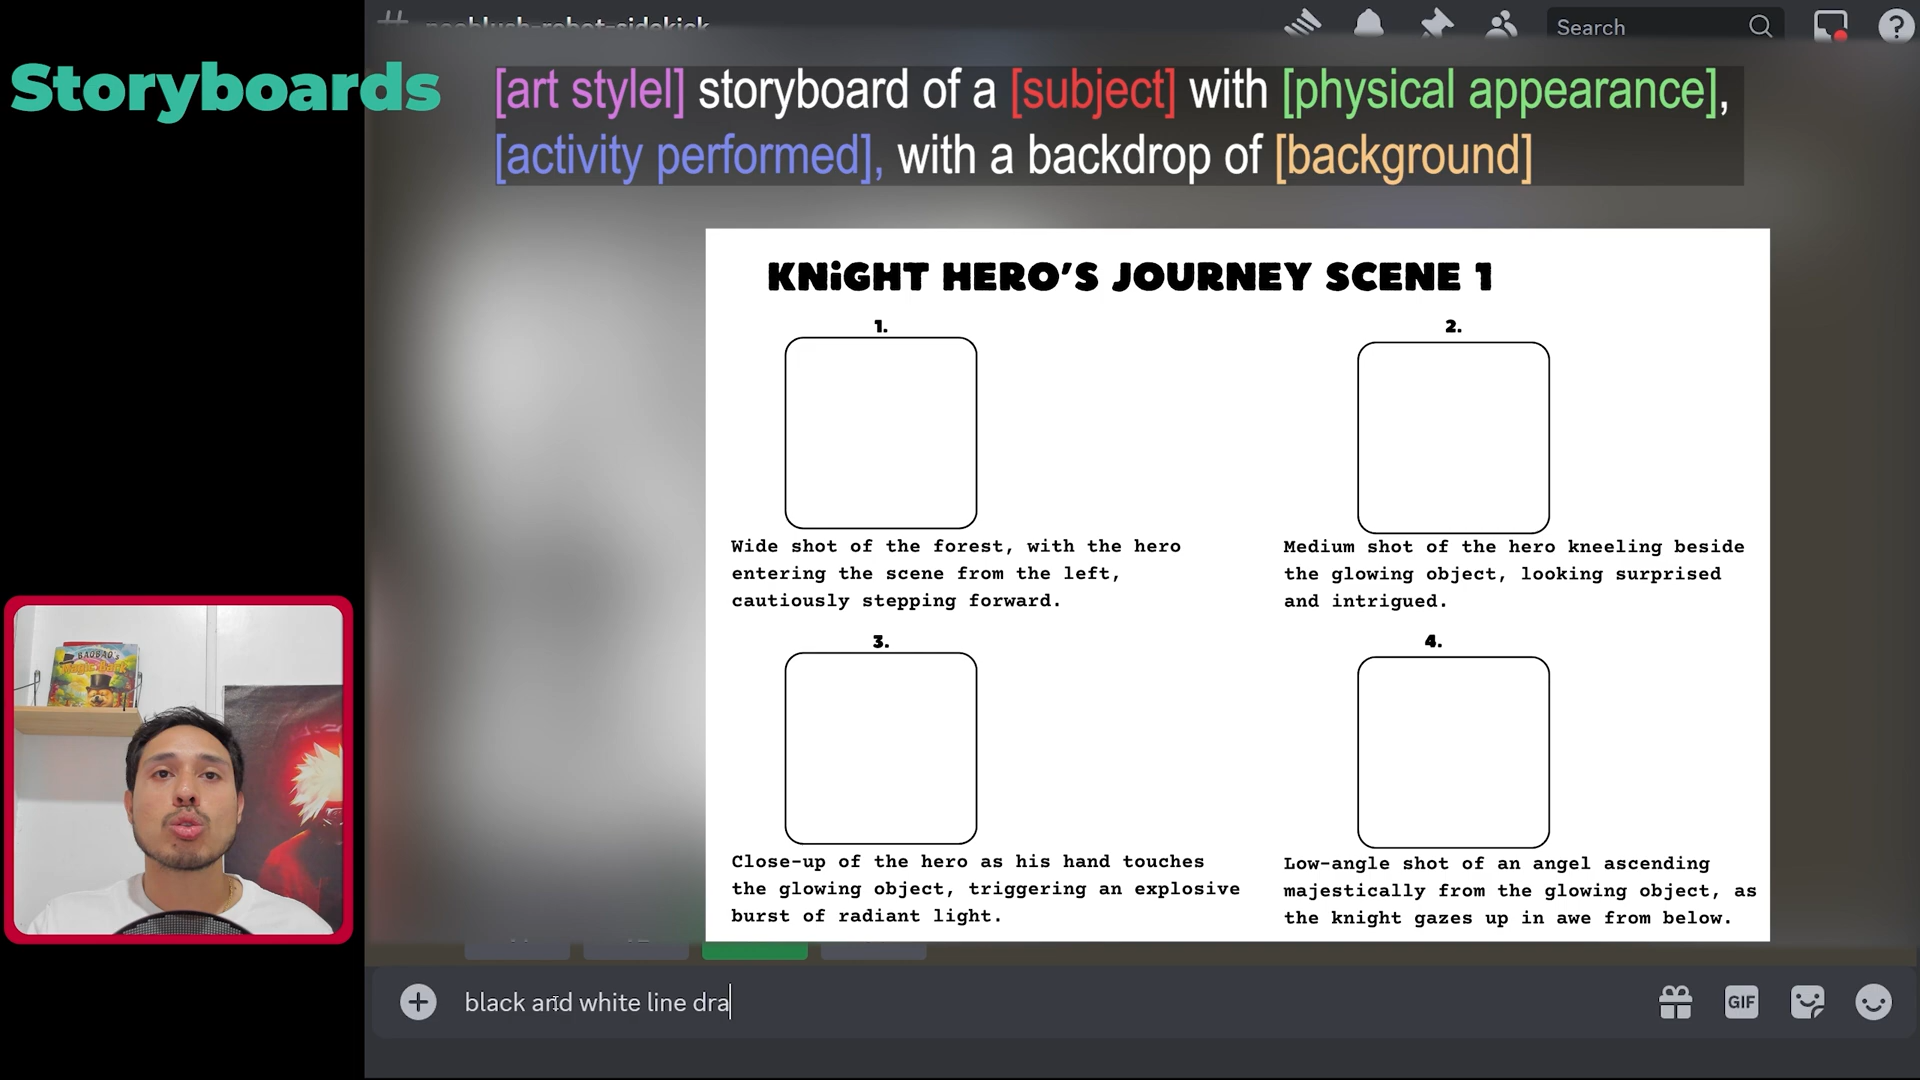 Search
Storyboards
[art stylel] storyboard of a [subject] with [physical appearance],
[activity performed], with a backdrop of [background]
KNiGHT HERO'S JOURNEY SCENE 1
1.
Wide shot of the forest, with the hero
entering the scene from the left,
cautiously stepping forward.
2.
Medium shot of the hero kneeling beside
the glowing object, looking surprised
and intrigued.
3.
Close-up of the hero as his hand touches
the glowing object, triggering an explosive
burst of radiant light.
4.
Low-angle shot of an angel ascending
majestically from the glowing object, as
the knight gazes up in awe from below.
BAOBAO'S
black and white line dra
GIF